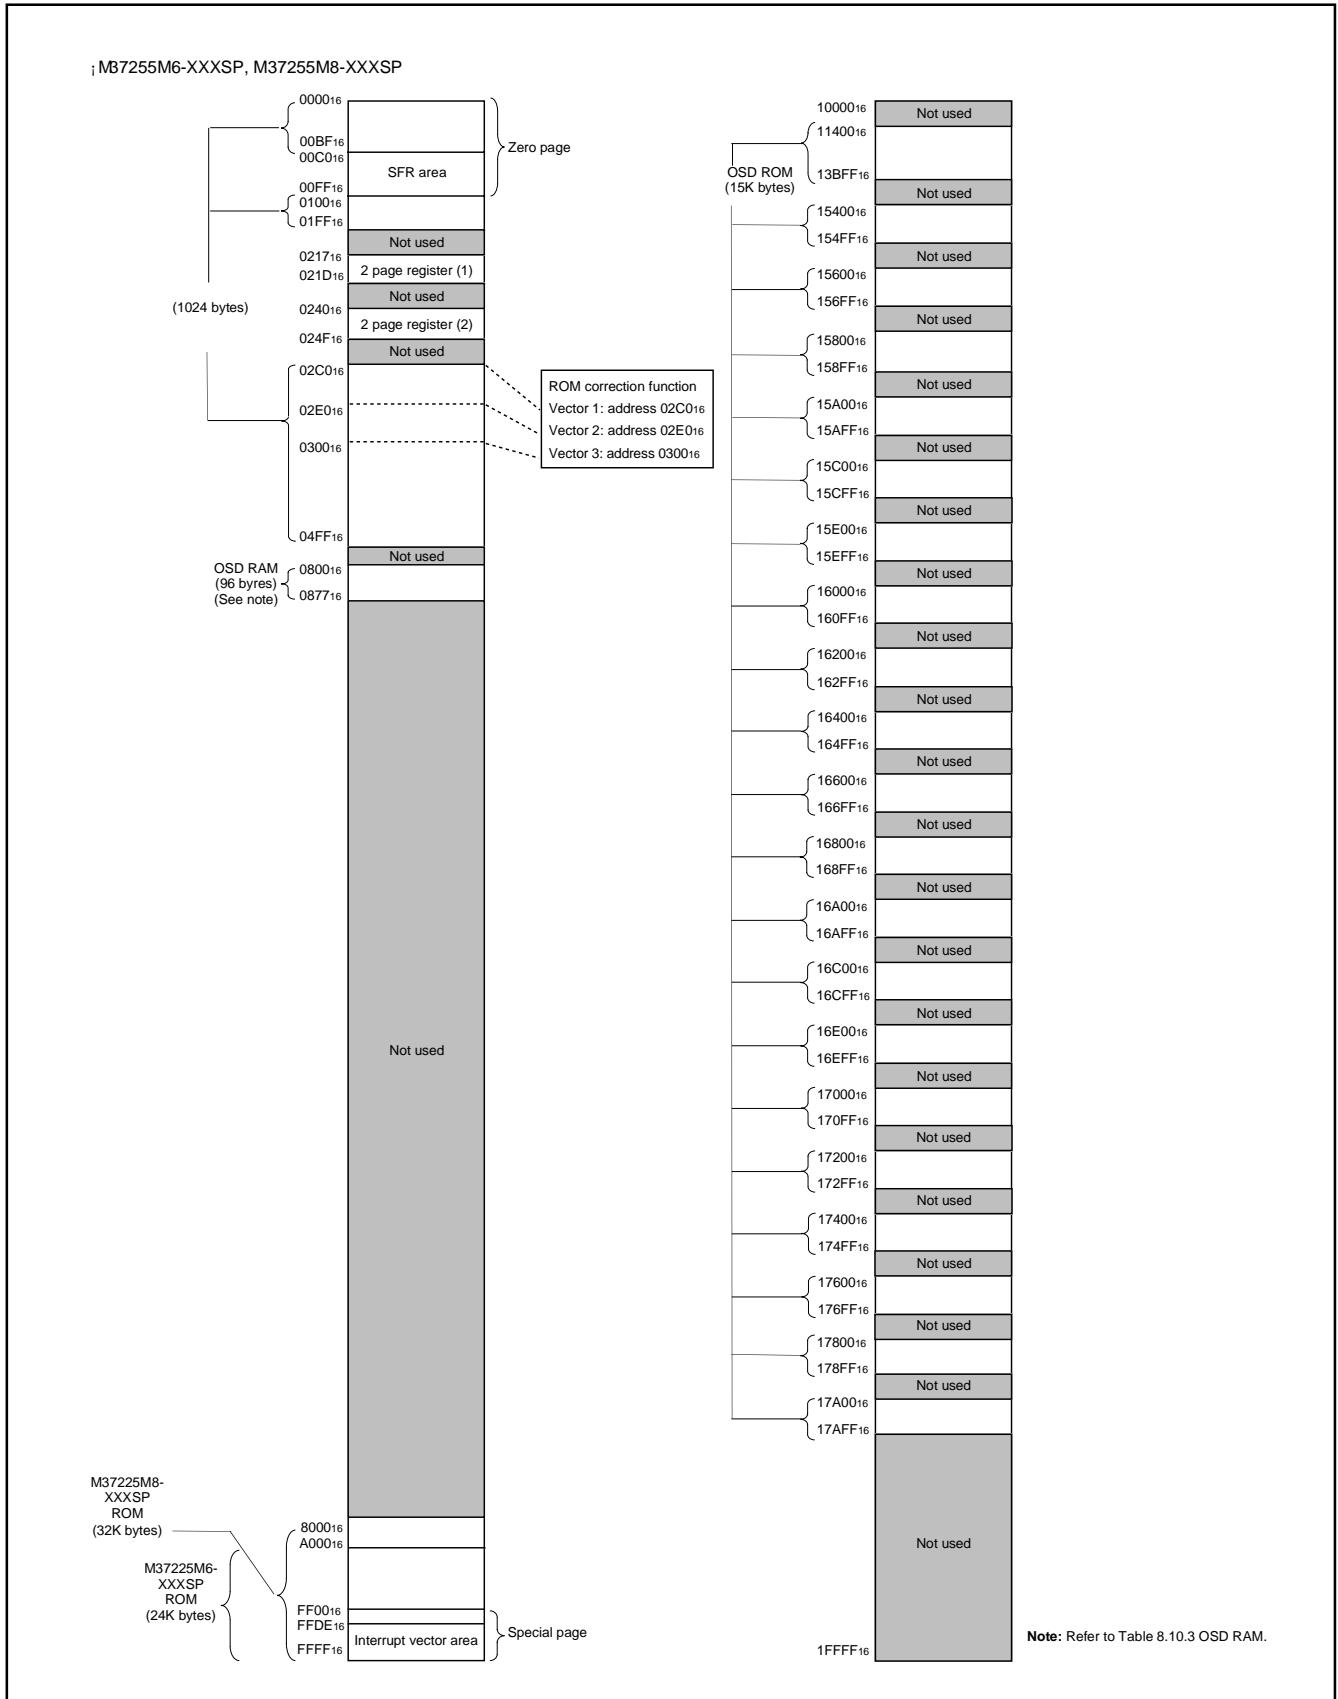 ¡ M37255M6-XXXSP, M37255M8-XXXSP
000016
00BF16
00C016
SFR area
00FF16
Zero page
010016
01FF16
Not used
021716
2 page register (1)
021D16
Not used
(1024 bytes)
024016
2 page register (2)
024F16
Not used
02C016
02E016
030016
ROM correction function
Vector 1: address 02C016
Vector 2: address 02E016
Vector 3: address 030016
04FF16
Not used
OSD RAM
(96 byres)
(See note)
080016
087716
Not used
M37225M8-
XXXSP
ROM
(32K bytes)
M37225M6-
XXXSP
ROM
(24K bytes)
800016
A00016
FF0016
FFDE16
Interrupt vector area
FFFF16
Special page
1000016
Not used
1140016
OSD ROM
(15K bytes)
13BFF16
Not used
1540016
154FF16
Not used
1560016
156FF16
Not used
1580016
158FF16
Not used
15A0016
15AFF16
Not used
15C0016
15CFF16
Not used
15E0016
15EFF16
Not used
1600016
160FF16
Not used
1620016
162FF16
Not used
1640016
164FF16
Not used
1660016
166FF16
Not used
1680016
168FF16
Not used
16A0016
16AFF16
Not used
16C0016
16CFF16
Not used
16E0016
16EFF16
Not used
1700016
170FF16
Not used
1720016
172FF16
Not used
1740016
174FF16
Not used
1760016
176FF16
Not used
1780016
178FF16
Not used
17A0016
17AFF16
Not used
1FFFF16
Note: Refer to Table 8.10.3 OSD RAM.